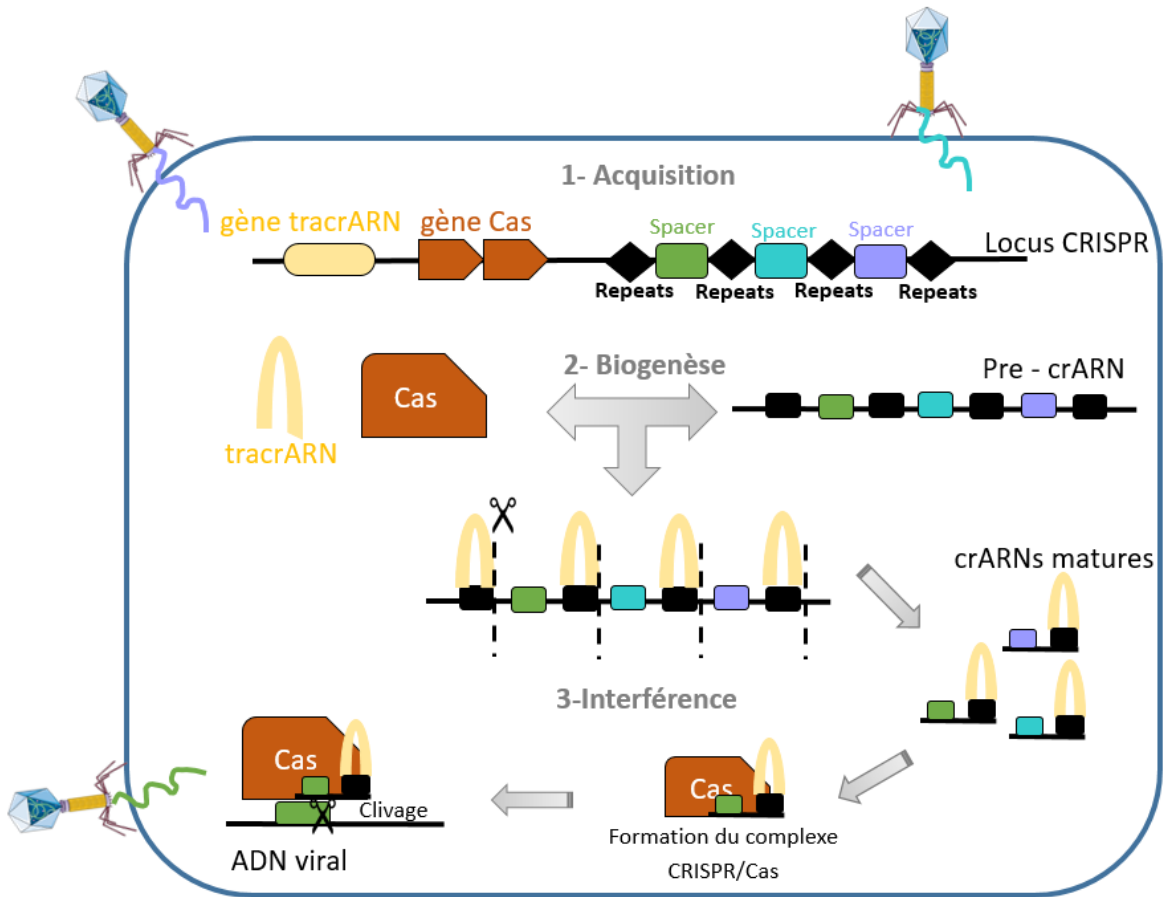 1- Acquisition
gène tracrARN
gène Cas
Spacer
Spacer
Spacer
Locus CRISPR
Repeats
Repeats
Repeats
Repeats
2- Biogenèse
Pre - crARN
Cas
tracrARN
crARNs matures
3-Interférence
Cas
Clivage
ADN viral
Cas
Formation du complexe
CRISPR/Cas